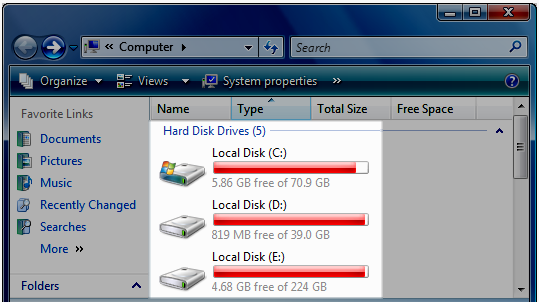 « Computer
Search
Organize Views System properties »
Favorite Links
Documents
Pictures
Music
Recently Changed
Searches
More »
Folders
Name Type Total Size Free Space
Hard Disk Drives (5)
Local Disk (C:)
5.86 GB free of 70.9 GB
Local Disk (D:)
819 MB free of 39.0 GB
Local Disk (E:)
4.68 GB free of 224 GB